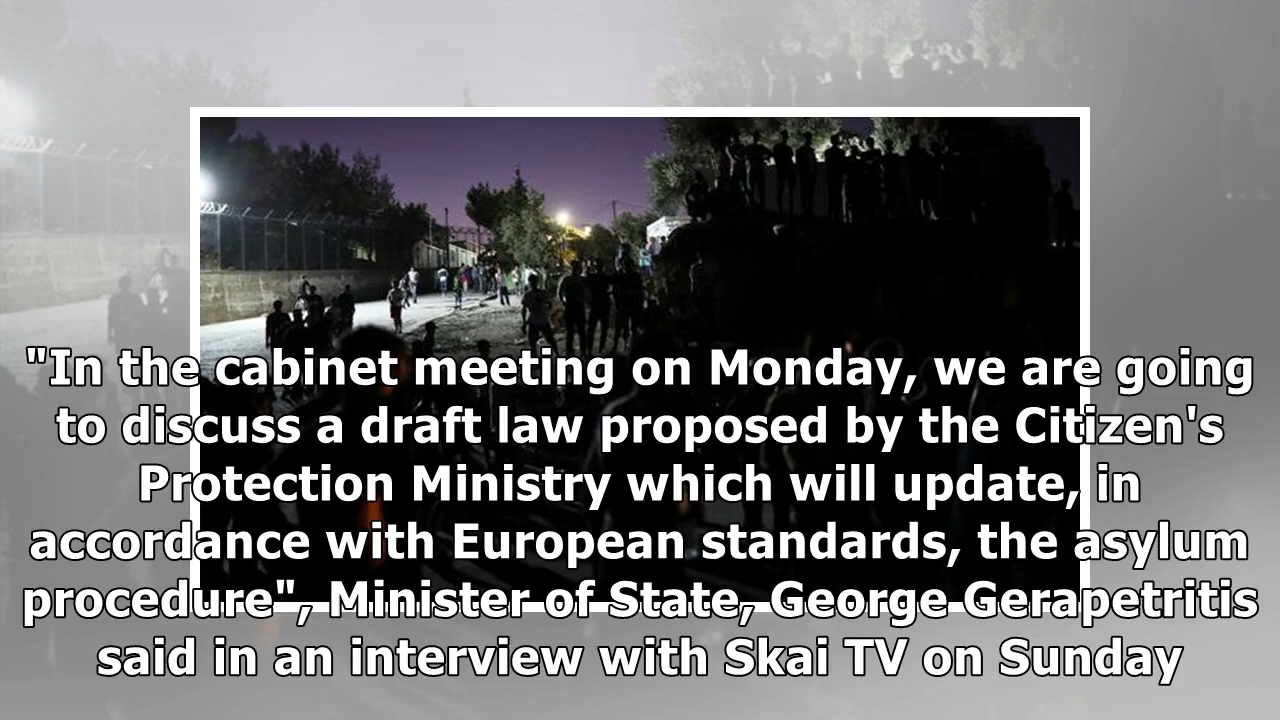 "In the cabinet meeting on Monday, we are going
to discuss a draft law proposed by the Citizen's
Protection Ministry which will update, in
accordance with European standards, the asylum
procedure", Minister of State, George Gerapetritis
said in an interview with Skai TV on Sunday